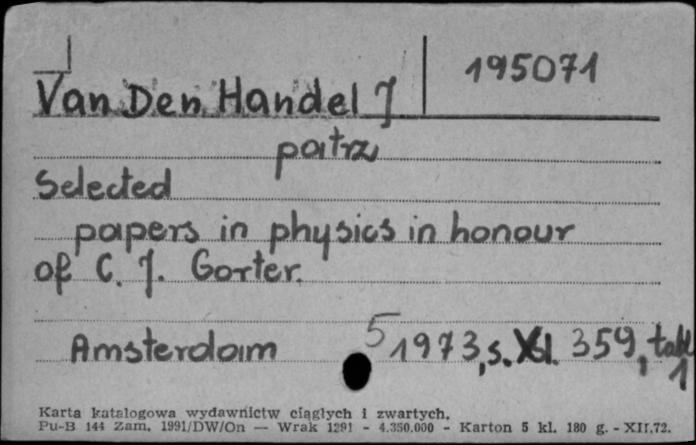 195071
Van Den Handel J
patrz
Selected
papers in physics in honour
of C. J. Gorter.
Amsterdam 5 1973, s. XI. 359, tabl
1
Karta katalogowa wydawnictw ciągłych i zwartych.
Pu-B 144 Zam. 1991/DW/On — Wrak 1291 - 4.350.000 - Karton 5 kl. 180 g. - XII.72.